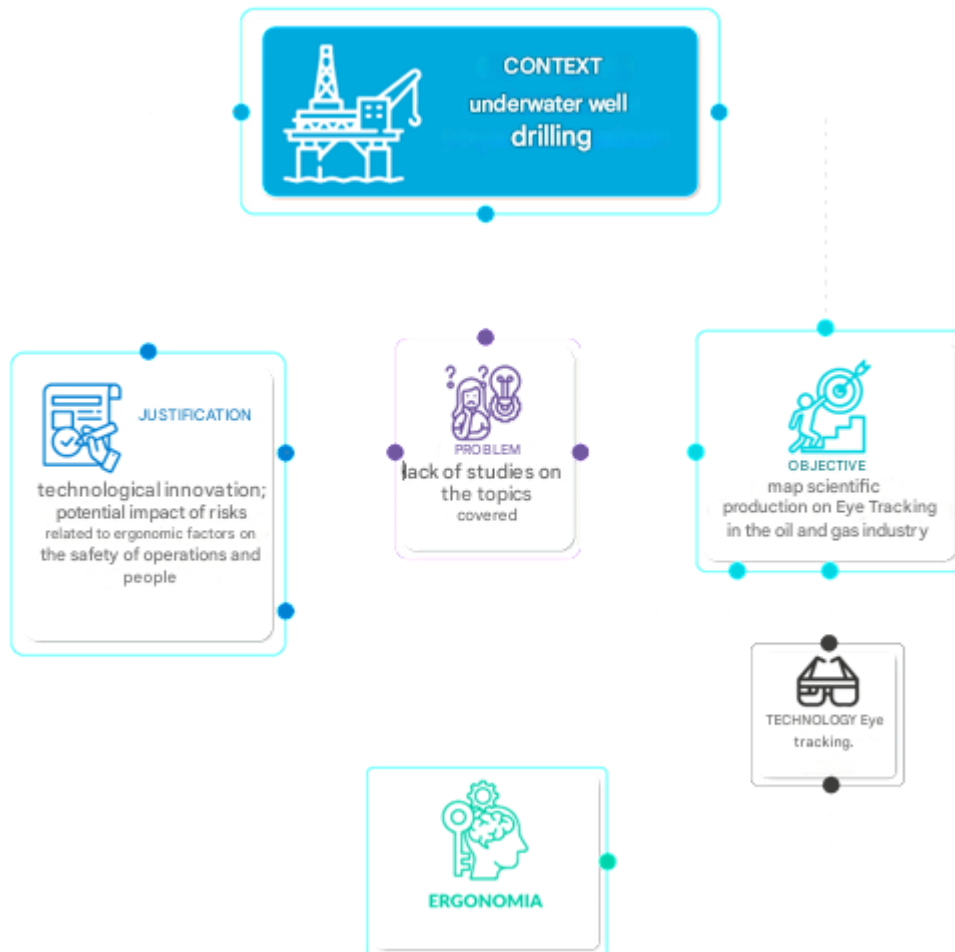 CONTEXT
underwater well
drilling
JUSTIFICATION
technological innovation;
potential impact of risks
related to ergonomic factors on
the safety of operations and
people
? ?
PROBLEM
lack of studies on
the topics
covered
OBJECTIVE
map scientific
production on Eye Tracking
in the oil and gas industry
TECHNOLOGY Eye
tracking.
ERGONOMIA